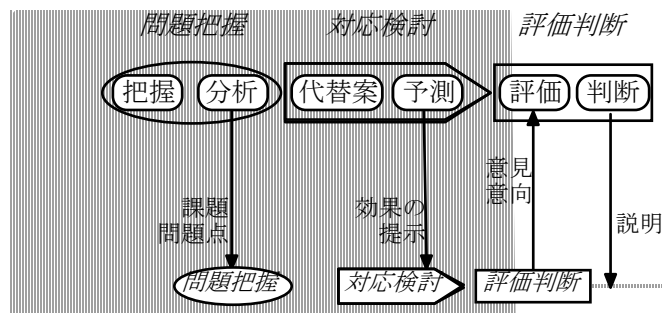 問題把握 対応検討 評価判断
把握 分析 代替案 予測 評価 判断
意見
意向
課題
問題点
効果の
提示
説明
問題把握 対応検討 評価判断